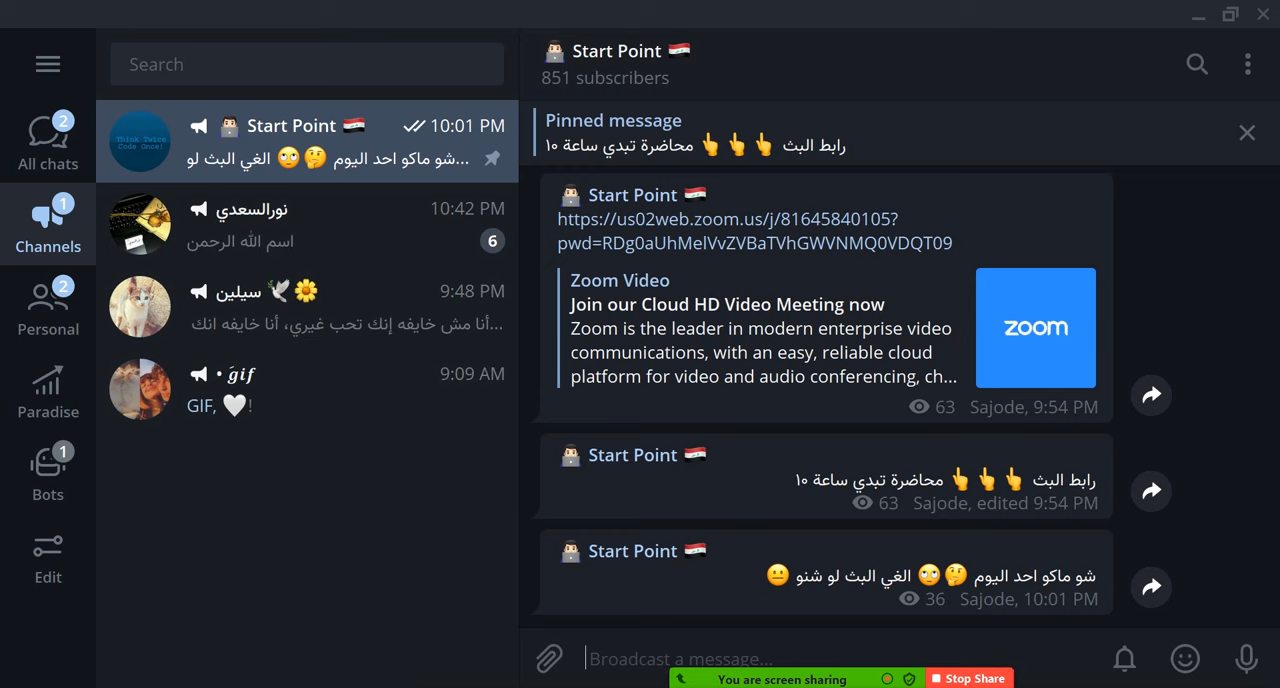 Search
All chats
2
Channels
1
Personal
2
Paradise
Bots
1
Edit
Start Point
10:01 PM
شو ماكو احد اليوم 🤔🙄 الغي البث لو...
نورالسعدي
10:42 PM
اسم الله الرحمن
6
سيلين 🕊🌼
9:48 PM
أنا مش خايفه إنك تحب غيري، أنا خايفه انك...
• gif
9:09 AM
GIF, 🤍!
Start Point
851 subscribers
Pinned message
رابط البث 👆👆👆 محاضرة تبدي ساعة ١٠
Start Point
https://us02web.zoom.us/j/81645840105?
pwd=RDg0aUhMelVvZVBaTVhGWVNMQ0VDQT09
Zoom Video
Join our Cloud HD Video Meeting now
Zoom is the leader in modern enterprise video
communications, with an easy, reliable cloud
platform for video and audio conferencing, ch...
zoom
63 Sajode, 9:54 PM
Start Point
رابط البث 👆👆👆 محاضرة تبدي ساعة ١٠
63 Sajode, edited 9:54 PM
Start Point
شو ماكو احد اليوم 🤔🙄 الغي البث لو شنو 😐
36 Sajode, 10:01 PM
Broadcast a message...
You are screen sharing
Stop Share
Think Twice
Code Once!